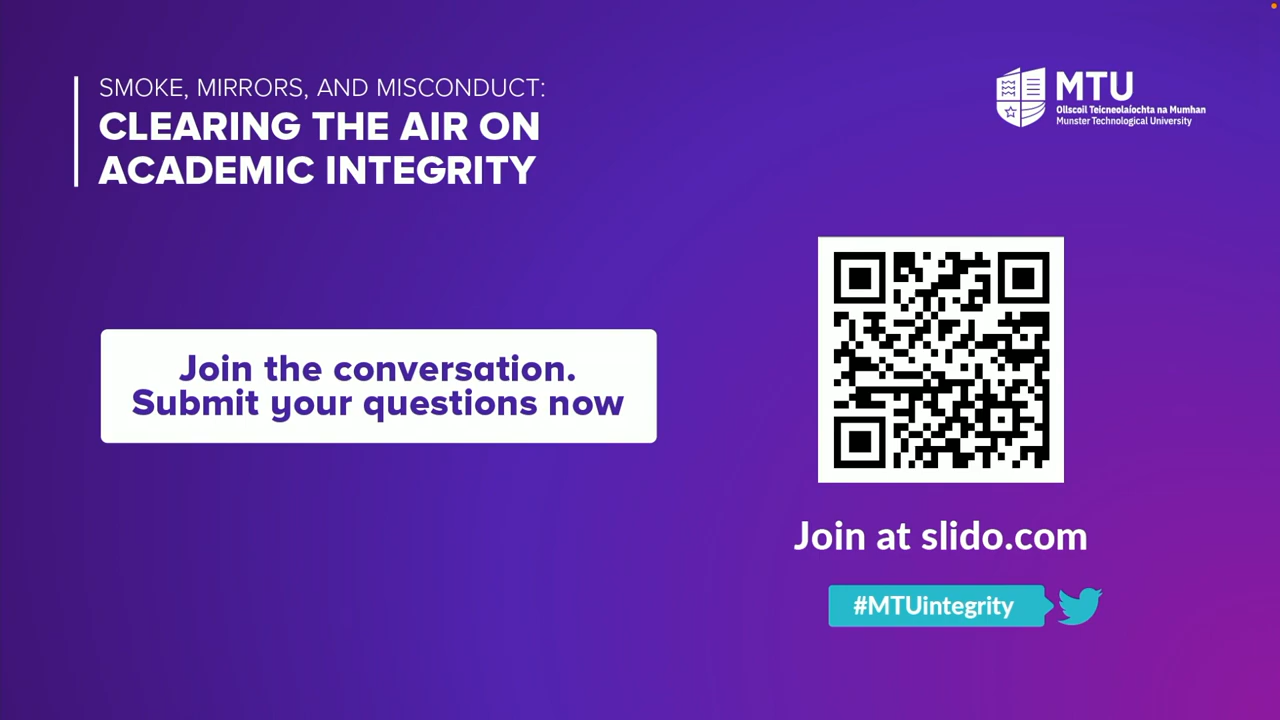 SMOKE, MIRRORS, AND MISCONDUCT:
CLEARING THE AIR ON
ACADEMIC INTEGRITY
MTU
Ollscoil Teicneolaíochta na Mumhan
Munster Technological University
Join the conversation.
Submit your questions now
Join at slido.com
#MTUintegrity